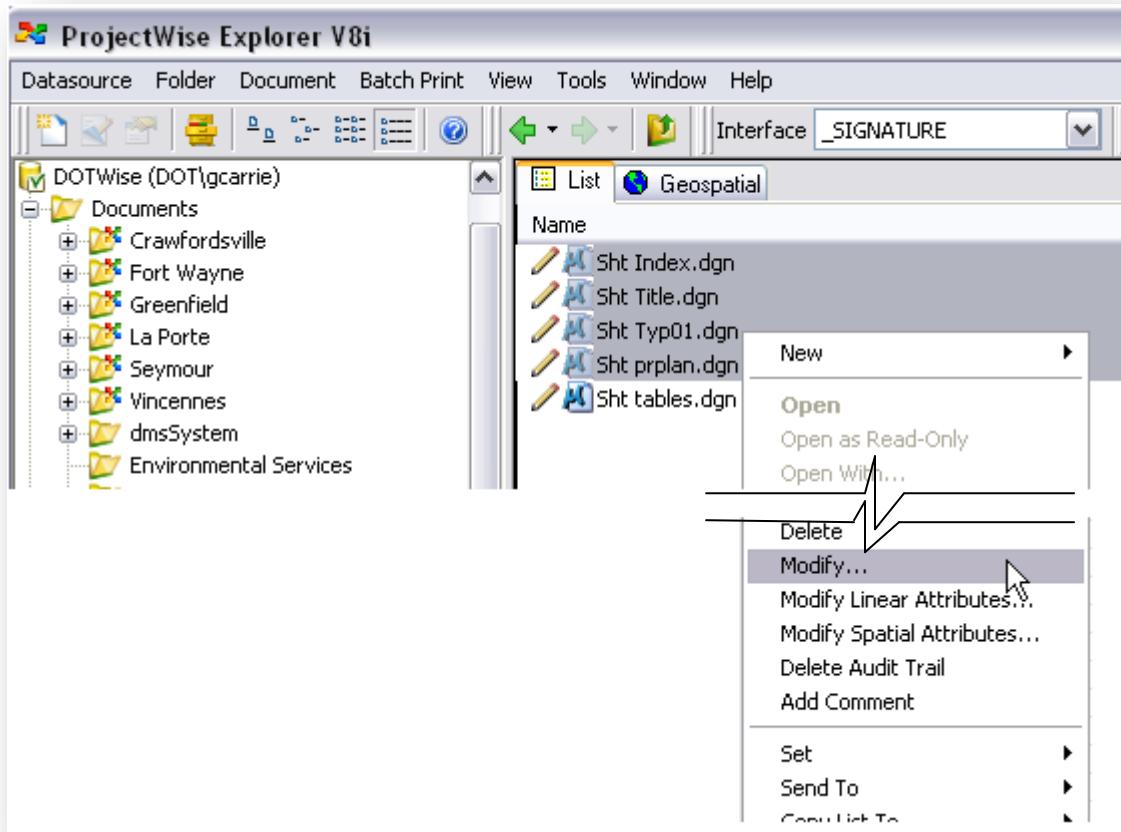 ProjectWise Explorer V8i
Datasource Folder Document Batch Print View Tools Window Help
Interface _SIGNATURE
DOTWise (DOT\gcarrie)
Documents
Crawfordsville
Fort Wayne
Greenfield
La Porte
Seymour
Vincennes
dmsSystem
Environmental Services
List Geospatial
Name
Sht Index.dgn
Sht Title.dgn
Sht Typ01.dgn
Sht prplan.dgn
Sht tables.dgn
New
Open
Open as Read-Only
Open With...
Delete
Modify...
Modify Linear Attributes...
Modify Spatial Attributes...
Delete Audit Trail
Add Comment
Set
Send To
Copy List To